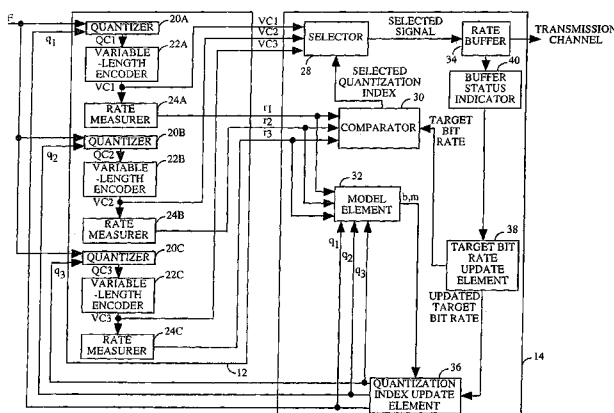 E
q1
QUANTIZER
20A
QC1
22A
VARIABLE
-LENGTH
ENCODER
VC1
24A
RATE
MEASURER
20B
QUANTIZER
q2
QC2
22B
VARIABLE
-LENGTH
ENCODER
VC2
24B
RATE
MEASURER
20C
QUANTIZER
q3
QC3
22C
VARIABLE
-LENGTH
ENCODER
VC3
24C
RATE
MEASURER
12
VC1
VC2
VC3
SELECTOR
28
SELECTED
SIGNAL
RATE
BUFFER
34
TRANSMISSION
CHANNEL
40
BUFFER
STATUS
INDICATOR
SELECTED
QUANTIZATION
INDEX
30
COMPARATOR
r1
r2
r3
TARGET
BIT
RATE
32
MODEL
ELEMENT
b,m
q1
q2
q3
38
TARGET BIT
RATE UPDATE
ELEMENT
UPDATED
TARGET
BIT RATE
36
QUANTIZATION
INDEX UPDATE
ELEMENT
14